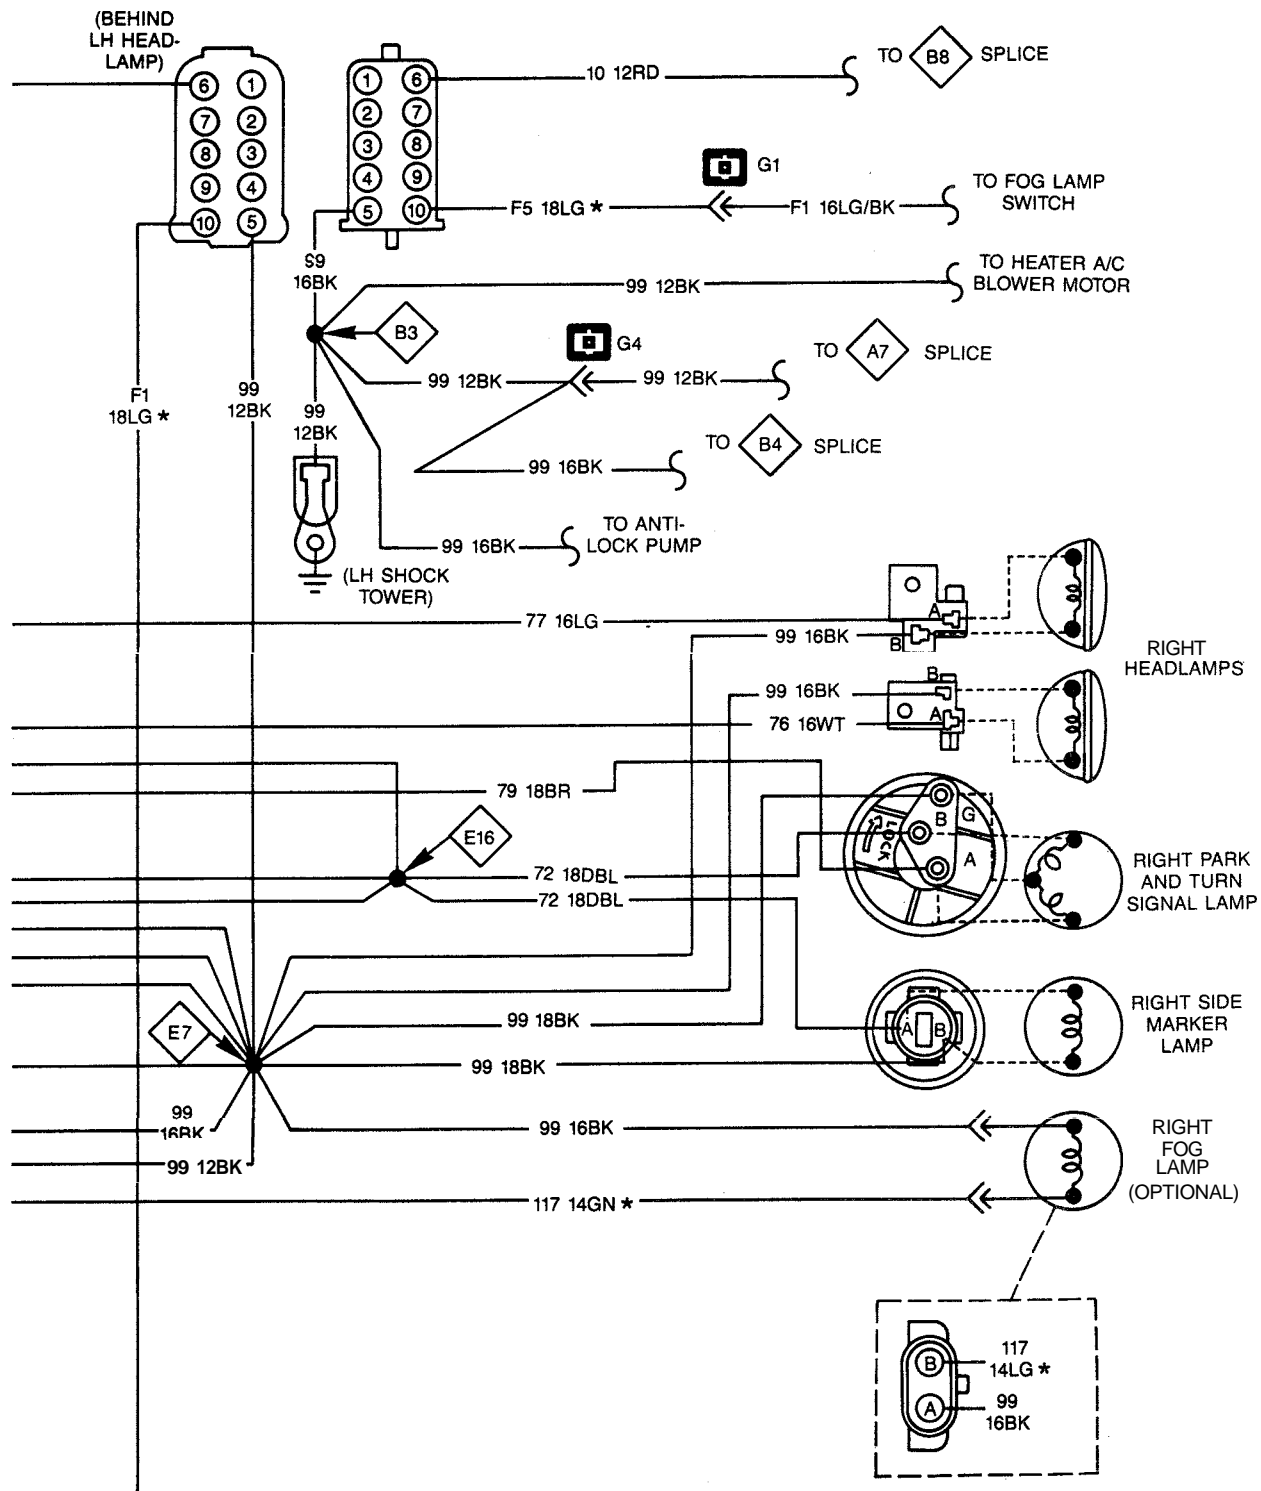 (BEHIND
LH HEAD-
LAMP)
6 1
7 2
8 3
9 4
10 5
1 6
2 7
3 8
4 9
5 10
10 12RD
TO B8 SPLICE
G1
F5 18LG *
F1 16LG/BK
TO FOG LAMP
SWITCH
S9
16BK
99 12BK
TO HEATER A/C
BLOWER MOTOR
B3
G4
99 12BK
99 12BK
TO A7 SPLICE
F1
18LG *
99
12BK
99
12BK
99 16BK
TO B4 SPLICE
99 16BK
TO ANTI-
LOCK PUMP
(LH SHOCK
TOWER)
77 16LG
A
99 16BK
B
RIGHT
HEADLAMPS
B
99 16BK
76 16WT
A
79 18BR
E16
B
G
LOCK
A
72 18DBL
72 18DBL
RIGHT PARK
AND TURN
SIGNAL LAMP
E7
99 18BK
A B
RIGHT SIDE
MARKER
LAMP
99 18BK
99
16BK
99 16BK
RIGHT
FOG
LAMP
(OPTIONAL)
99 12BK
117 14GN *
B
117
14LG *
A
99
16BK